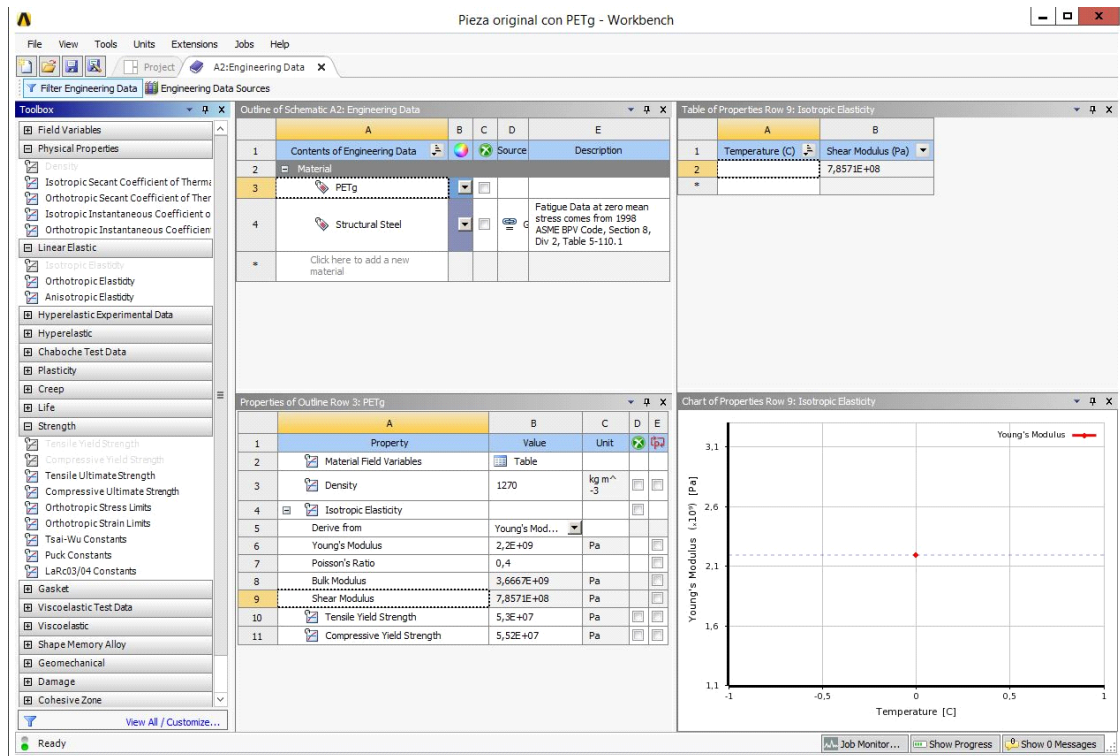 Pieza original con PETg - Workbench
File View Tools Units Extensions Jobs Help
Project A2:Engineering Data
Filter Engineering Data Engineering Data Sources
Toolbox
Field Variables
Physical Properties
Density
Isotropic Secant Coefficient of Therma
Orthotropic Secant Coefficient of Ther
Isotropic Instantaneous Coefficient o
Orthotropic Instantaneous Coefficien
Linear Elastic
Isotropic Elasticity
Orthotropic Elasticity
Anisotropic Elasticity
Hyperelastic Experimental Data
Hyperelastic
Chaboche Test Data
Plasticity
Creep
Life
Strength
Tensile Yield Strength
Compressive Yield Strength
Tensile Ultimate Strength
Compressive Ultimate Strength
Orthotropic Stress Limits
Orthotropic Strain Limits
Tsai-Wu Constants
Puck Constants
LaRc03/04 Constants
Gasket
Viscoelastic Test Data
Viscoelastic
Shape Memory Alloy
Geomechanical
Damage
Cohesive Zone
View All / Customize...
Outline of Schematic A2: Engineering Data
A B C D E
1 Contents of Engineering Data Source Description
2 Material
3 PETg
4 Structural Steel G
Fatigue Data at zero mean
stress comes from 1998
ASME BPV Code, Section 8,
Div 2, Table 5-110.1
* Click here to add a new
material
Table of Properties Row 9: Isotropic Elasticity
A B
1 Temperature (C) Shear Modulus (Pa)
2 7,8571E+08
*
Properties of Outline Row 3: PETg
A B C D E
1 Property Value Unit
2 Material Field Variables Table
3 Density 1270 kg m^
-3
4 Isotropic Elasticity
5 Derive from Young's Mod...
6 Young's Modulus 2,2E+09 Pa
7 Poisson's Ratio 0,4
8 Bulk Modulus 3,6667E+09 Pa
9 Shear Modulus 7,8571E+08 Pa
10 Tensile Yield Strength 5,3E+07 Pa
11 Compressive Yield Strength 5,52E+07 Pa
Chart of Properties Row 9: Isotropic Elasticity
Young's Modulus
Young's Modulus (.10⁹) [Pa]
3,1
2,6
2,1
1,6
1,1
-1 -0,5 0 0,5 1
Temperature [C]
Ready
Job Monitor... Show Progress Show 0 Messages